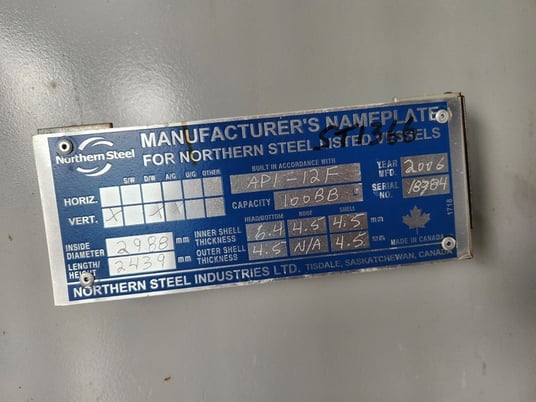 Northern Steel
MANUFACTURER'S NAMEPLATE
FOR NORTHERN STEEL LISTED VESSELS
S/W D/W A/G U/G OTHER
HORIZ.
VERT. X X
BUILT IN ACCORDANCE WITH
API-12F
CAPACITY 100BBL
YEAR MFD. 2006
SERIAL NO. 18784
HEAD/BOTTOM ROOF SHELL
INNER SHELL THICKNESS 6.4 4.5 4.5 mm
OUTER SHELL THICKNESS 4.5 N/A 4.5 mm
INSIDE DIAMETER 2988 mm
LENGTH/HEIGHT 2439 mm
MADE IN CANADA
1718
NORTHERN STEEL INDUSTRIES LTD. TISDALE, SASKATCHEWAN, CANADA